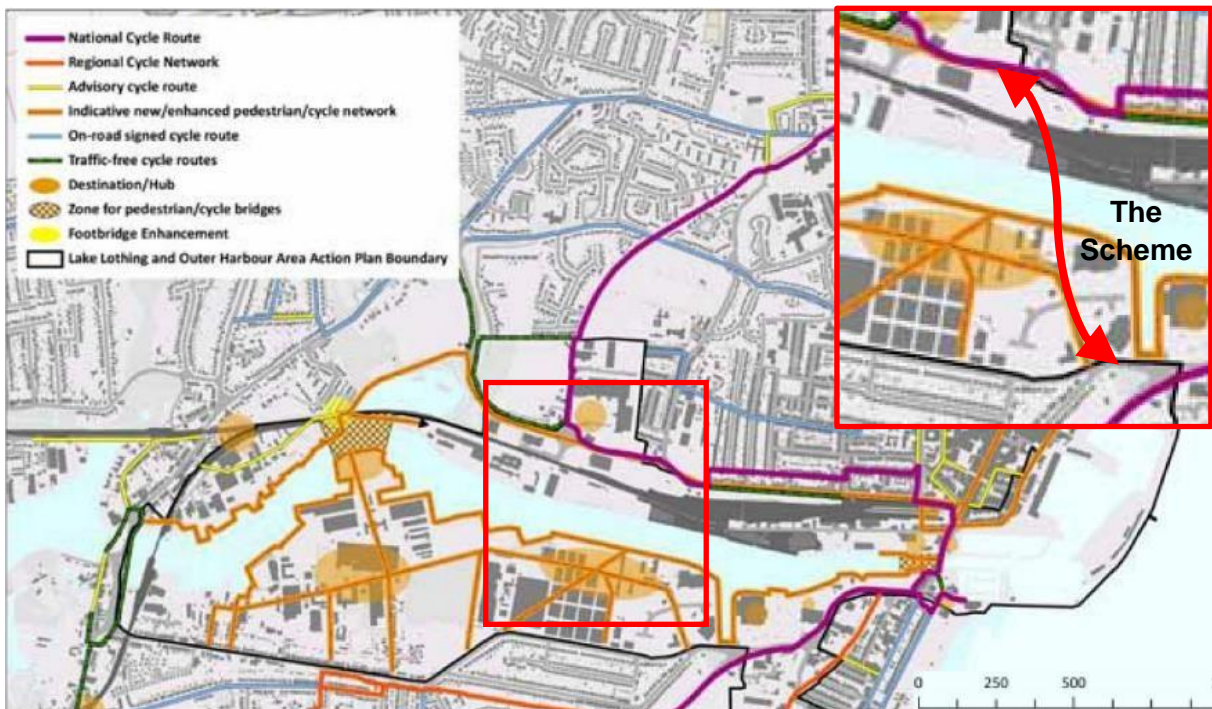 National Cycle Route
Regional Cycle Network
Advisory cycle route
Indicative new/enhanced pedestrian/cycle network
On-road signed cycle route
Traffic-free cycle routes
Destination/Hub
Zone for pedestrian/cycle bridges
Footbridge Enhancement
Lake Lothing and Outer Harbour Area Action Plan Boundary
The
Scheme
0 250 500